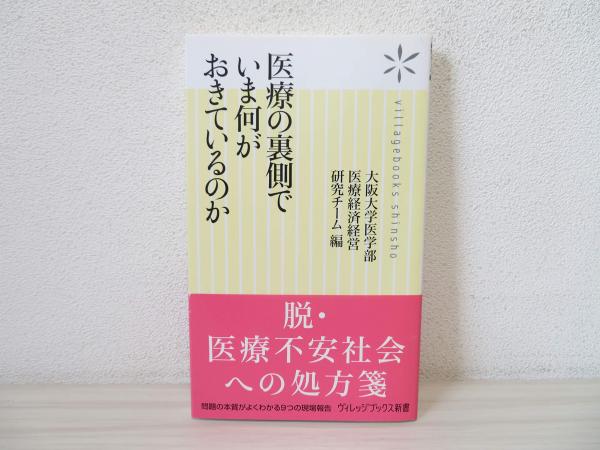 医療の裏側で
いま何が
おきているのか
villagebooks shinsho
大阪大学医学部
医療経済経営
研究チーム 編
脱・
医療不安社会
への処方箋
問題の本質がよくわかる9つの現場報告 ヴィレッジブックス新書